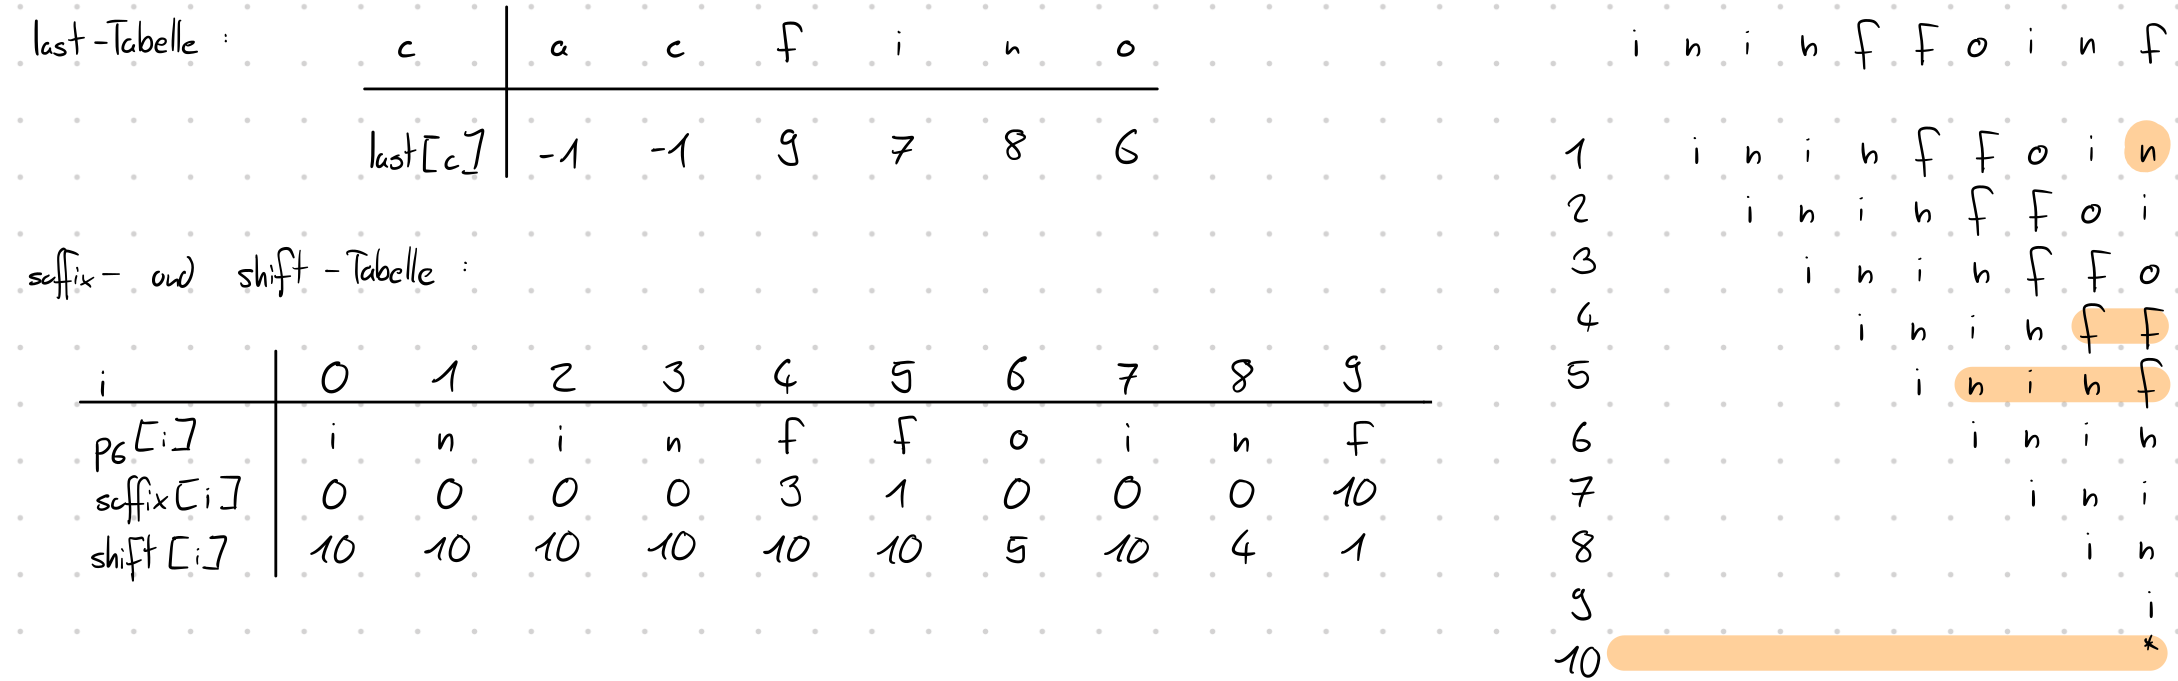 last-Tabelle :
c a c f i n o
last[c] -1 -1 9 7 8 6
suffix- und shift-Tabelle :
i 0 1 2 3 4 5 6 7 8 9
p6[i] i n i n f f o i n f
suffix[i] 0 0 0 0 3 1 0 0 0 10
shift[i] 10 10 10 10 10 10 5 10 4 1
i n i n f f o i n f
1 i n i n f f o i n
2 i n i n f f o i
3 i n i n f f o
4 i n i n f f
5 i n i n f
6 i n i n
7 i n i
8 i n
9 i
10 *